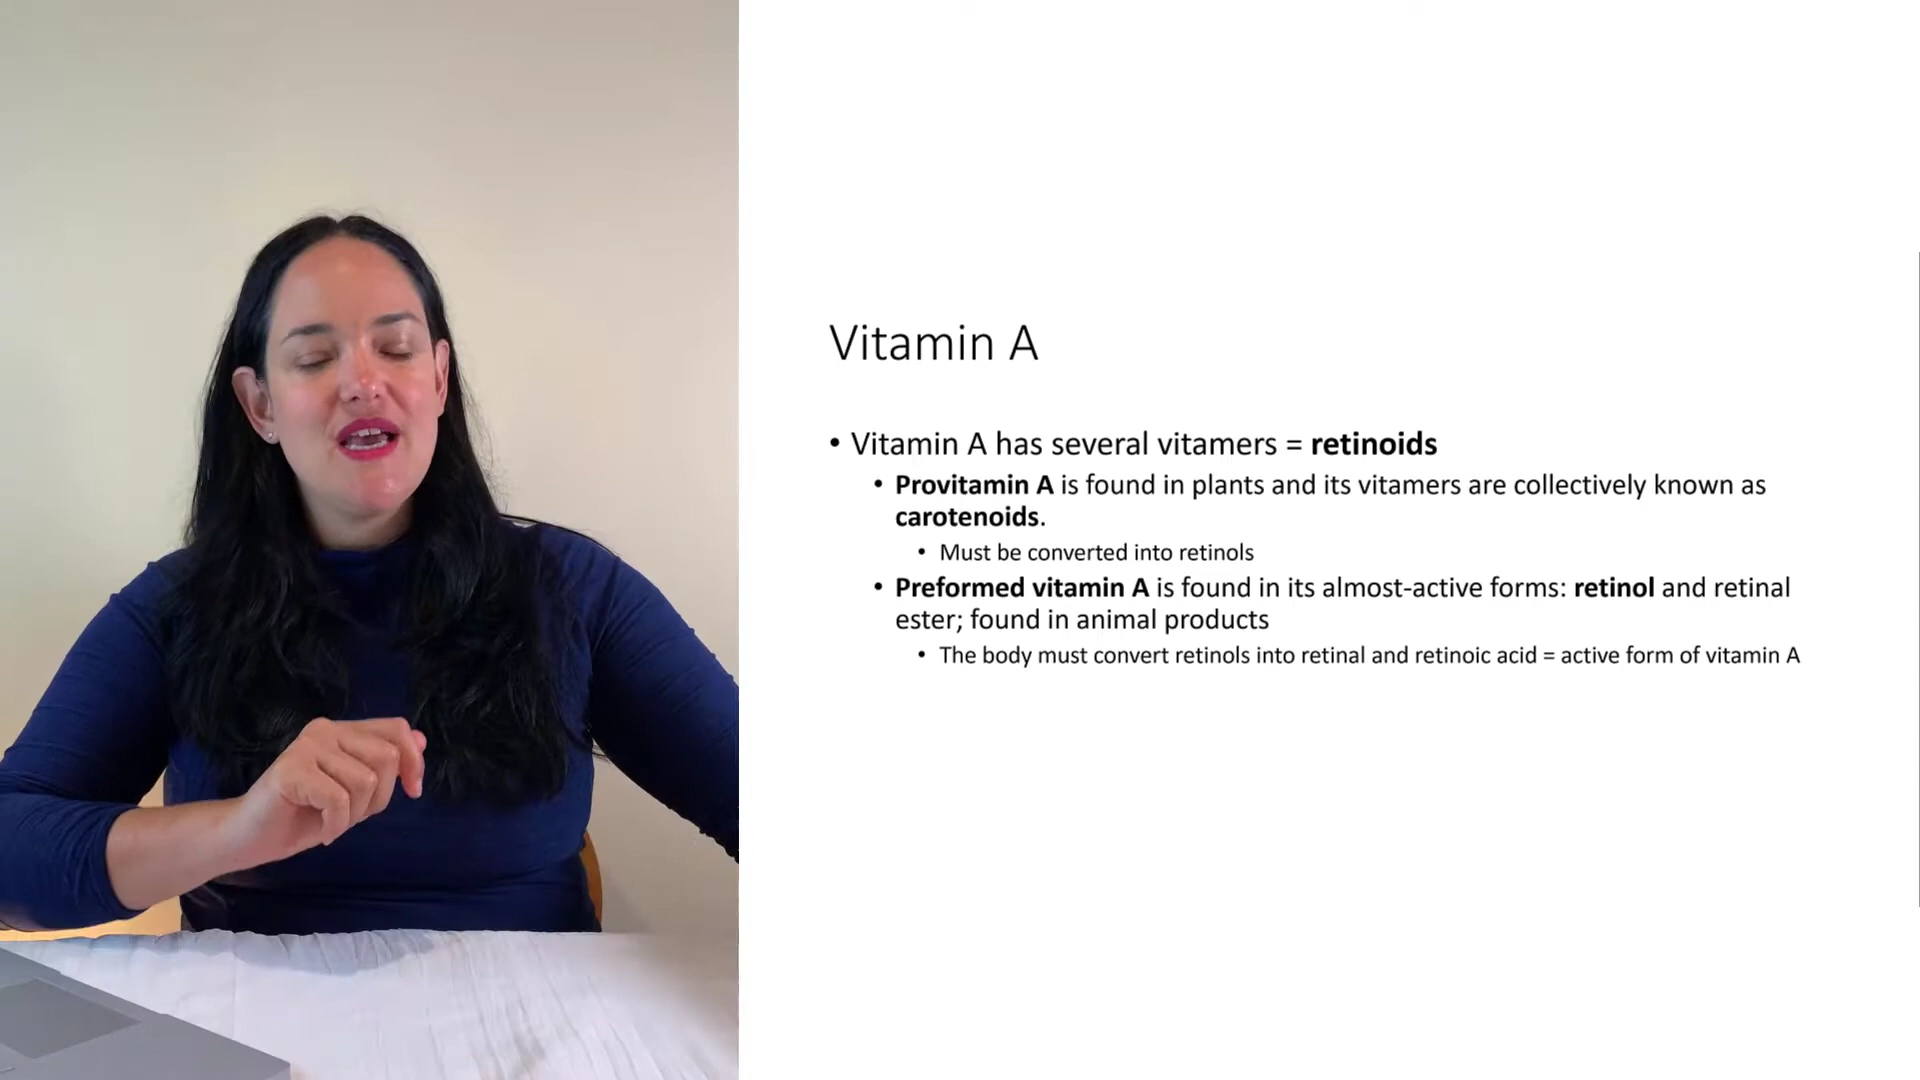 Vitamin A
• Vitamin A has several vitamers = retinoids
• Provitamin A is found in plants and its vitamers are collectively known as
carotenoids.
• Must be converted into retinols
• Preformed vitamin A is found in its almost-active forms: retinol and retinal
ester; found in animal products
• The body must convert retinols into retinal and retinoic acid = active form of vitamin A